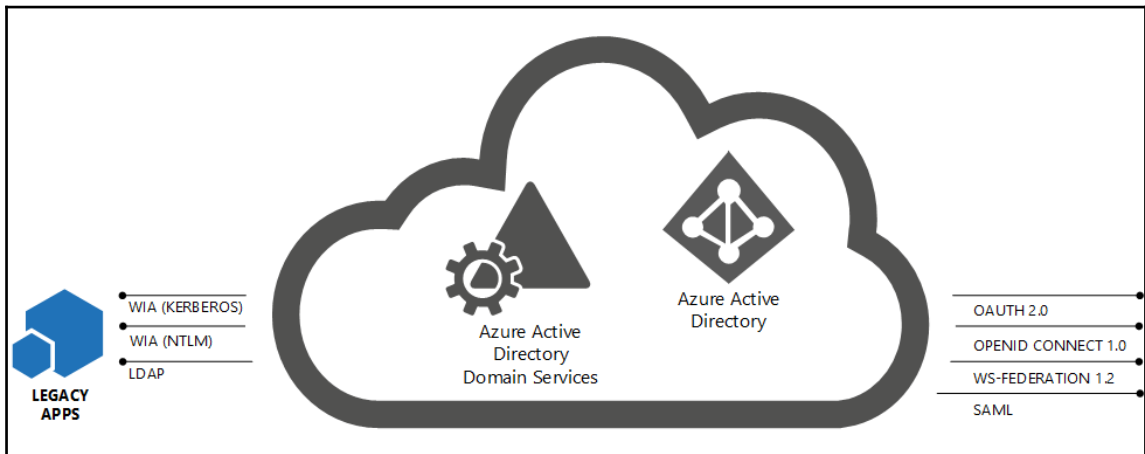 WIA (KERBEROS)
WIA (NTLM)
LDAP
LEGACY
APPS
Azure Active
Directory
Domain Services
Azure Active
Directory
OAUTH 2.0
OPENID CONNECT 1.0
WS-FEDERATION 1.2
SAML